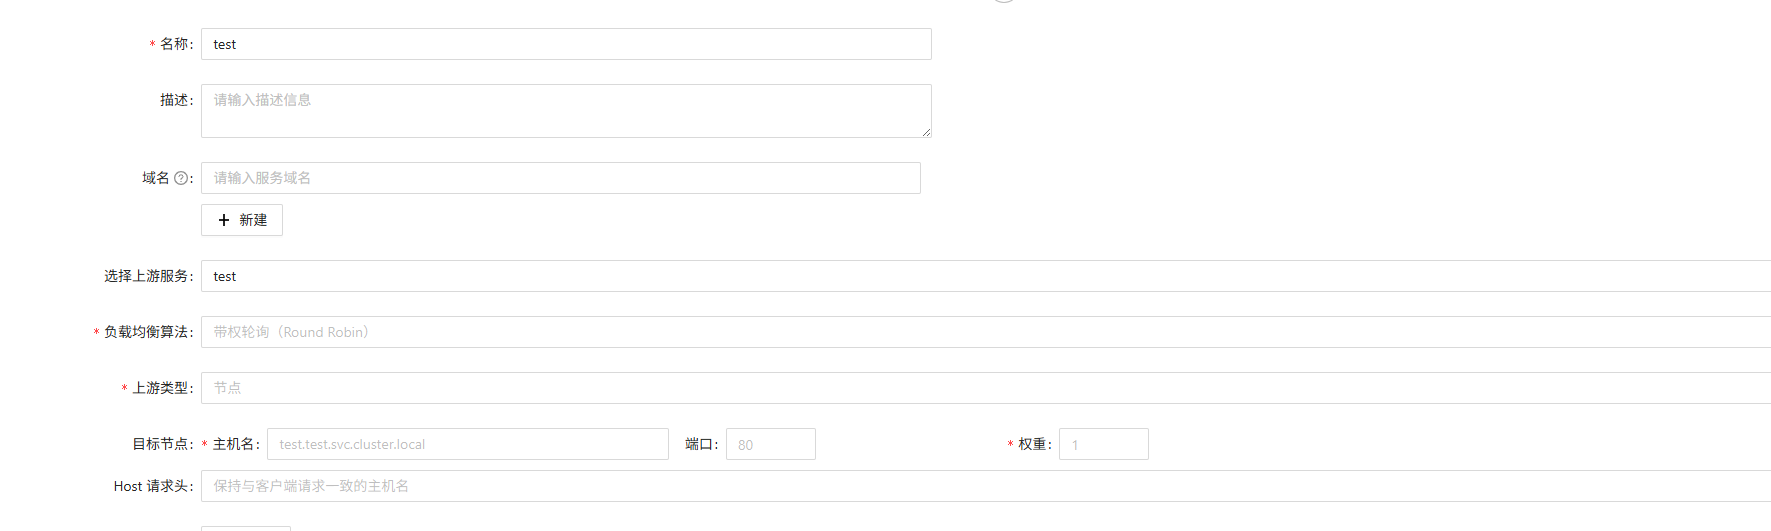 * 名称: test
描述: 请输入描述信息
域名 ?: 请输入服务域名
+ 新建
选择上游服务: test
* 负载均衡算法: 带权轮询（Round Robin）
* 上游类型: 节点
目标节点: * 主机名: test.test.svc.cluster.local 端口: 80 * 权重: 1
Host 请求头: 保持与客户端请求一致的主机名